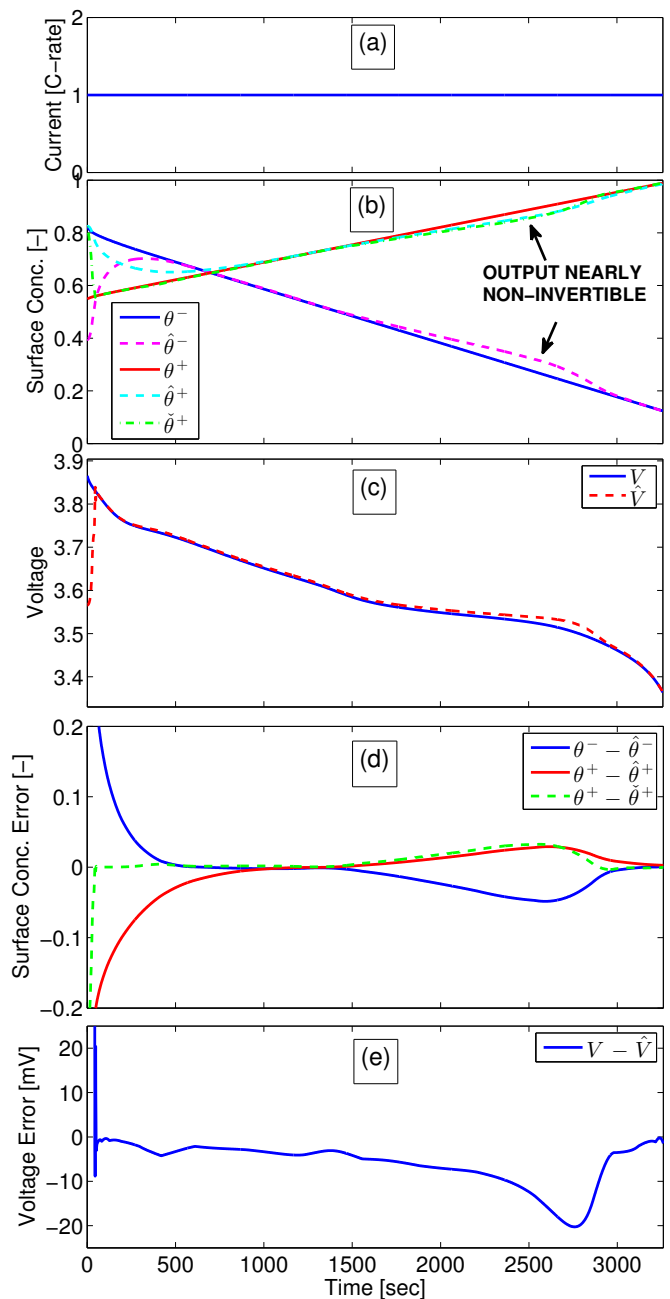 2
(a)
1
0
Current [C−rate]
1
(b)
0.8
0.6
0.4
0.2
0
Surface Conc. [−]
OUTPUT NEARLY
NON−INVERTIBLE
θ⁻
θ̂⁻
θ⁺
θ̂⁺
θ̌⁺
3.9
(c)
3.8
3.7
3.6
3.5
3.4
Voltage
V
V̂
0.2
(d)
0.1
0
−0.1
−0.2
Surface Conc. Error [−]
θ⁻ − θ̂⁻
θ⁺ − θ̂⁺
θ⁺ − θ̌⁺
20
(e)
10
0
−10
−20
Voltage Error [mV]
V − V̂
0 500 1000 1500 2000 2500 3000
Time [sec]